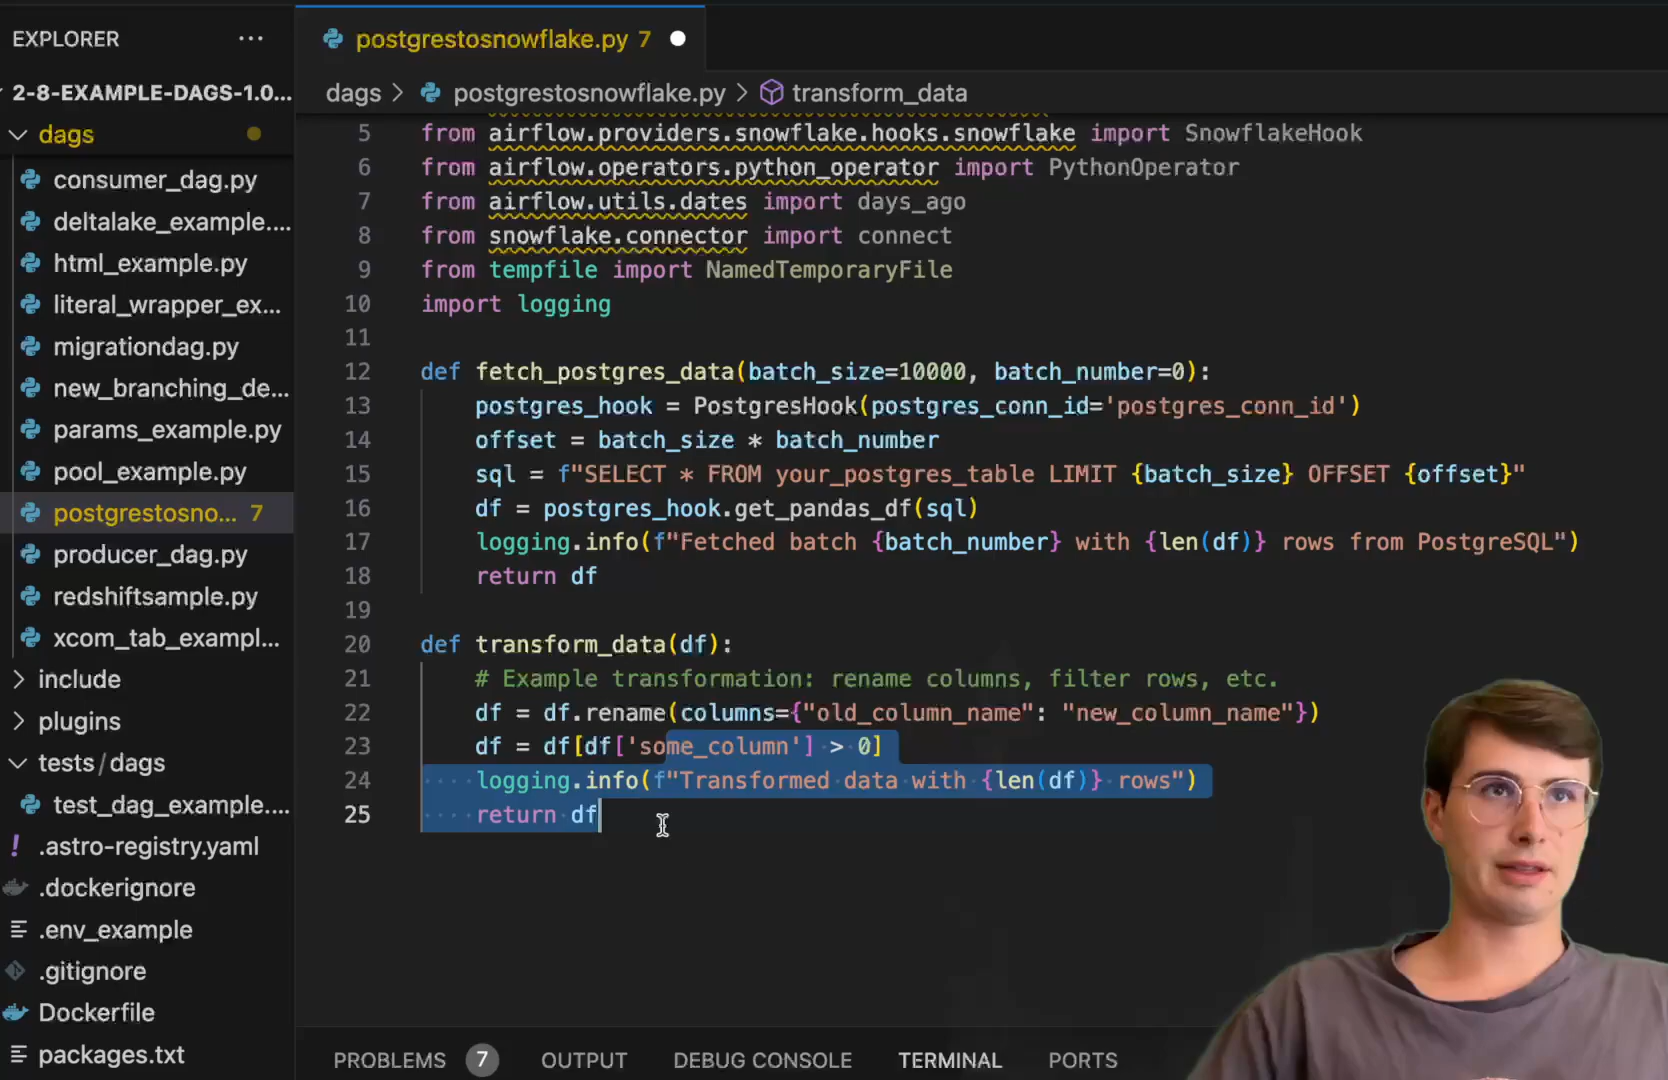 EXPLORER
2-8-EXAMPLE-DAGS-1.0...
dags
consumer_dag.py
deltalake_example....
html_example.py
literal_wrapper_ex...
migrationdag.py
new_branching_de...
params_example.py
pool_example.py
postgrestosno... 7
producer_dag.py
redshiftsample.py
xcom_tab_exampl...
include
plugins
tests/dags
test_dag_example....
! .astro-registry.yaml
.dockerignore
.env_example
.gitignore
Dockerfile
packages.txt
postgrestosnowflake.py 7
dags > postgrestosnowflake.py > transform_data
5 from airflow.providers.snowflake.hooks.snowflake import SnowflakeHook
6 from airflow.operators.python_operator import PythonOperator
7 from airflow.utils.dates import days_ago
8 from snowflake.connector import connect
9 from tempfile import NamedTemporaryFile
10 import logging
11
12 def fetch_postgres_data(batch_size=10000, batch_number=0):
13 postgres_hook = PostgresHook(postgres_conn_id='postgres_conn_id')
14 offset = batch_size * batch_number
15 sql = f"SELECT * FROM your_postgres_table LIMIT {batch_size} OFFSET {offset}"
16 df = postgres_hook.get_pandas_df(sql)
17 logging.info(f"Fetched batch {batch_number} with {len(df)} rows from PostgreSQL")
18 return df
19
20 def transform_data(df):
21 # Example transformation: rename columns, filter rows, etc.
22 df = df.rename(columns={"old_column_name": "new_column_name"})
23 df = df[df['some_column'] > 0]
24 logging.info(f"Transformed data with {len(df)} rows")
25 return df
PROBLEMS 7 OUTPUT DEBUG CONSOLE TERMINAL PORTS